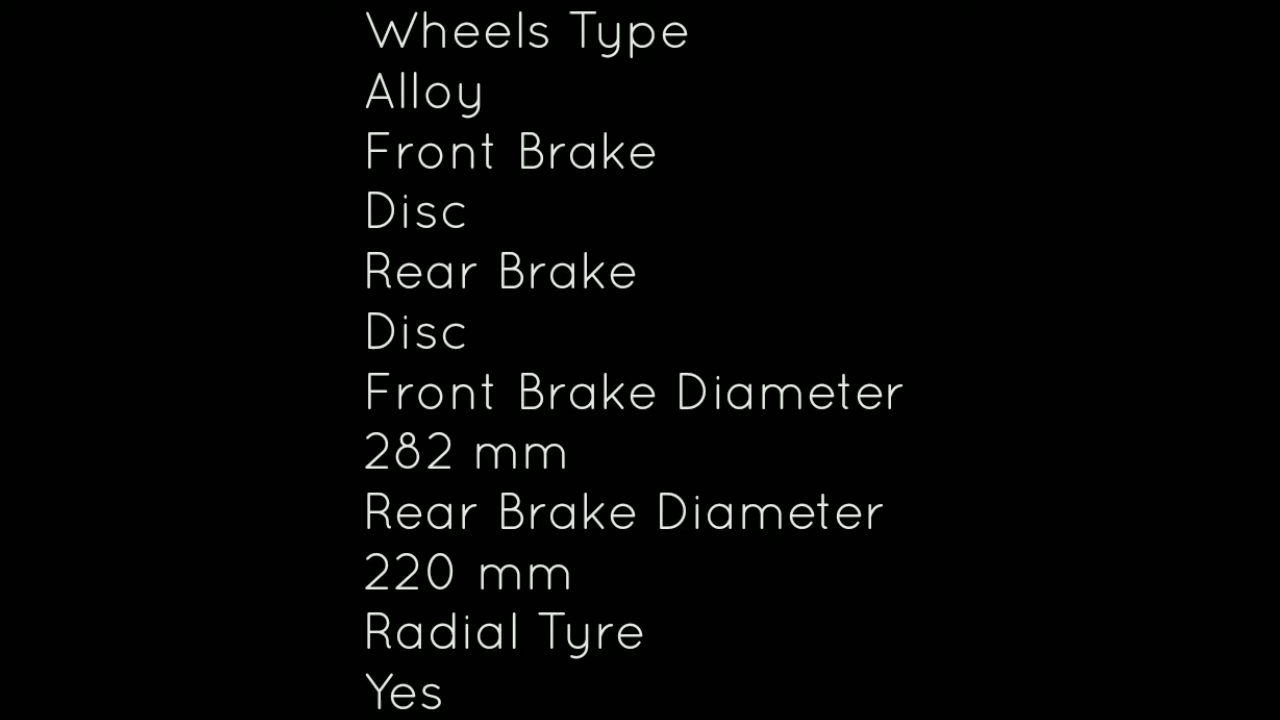 Wheels Type
Alloy
Front Brake
Disc
Rear Brake
Disc
Front Brake Diameter
282 mm
Rear Brake Diameter
220 mm
Radial Tyre
Yes